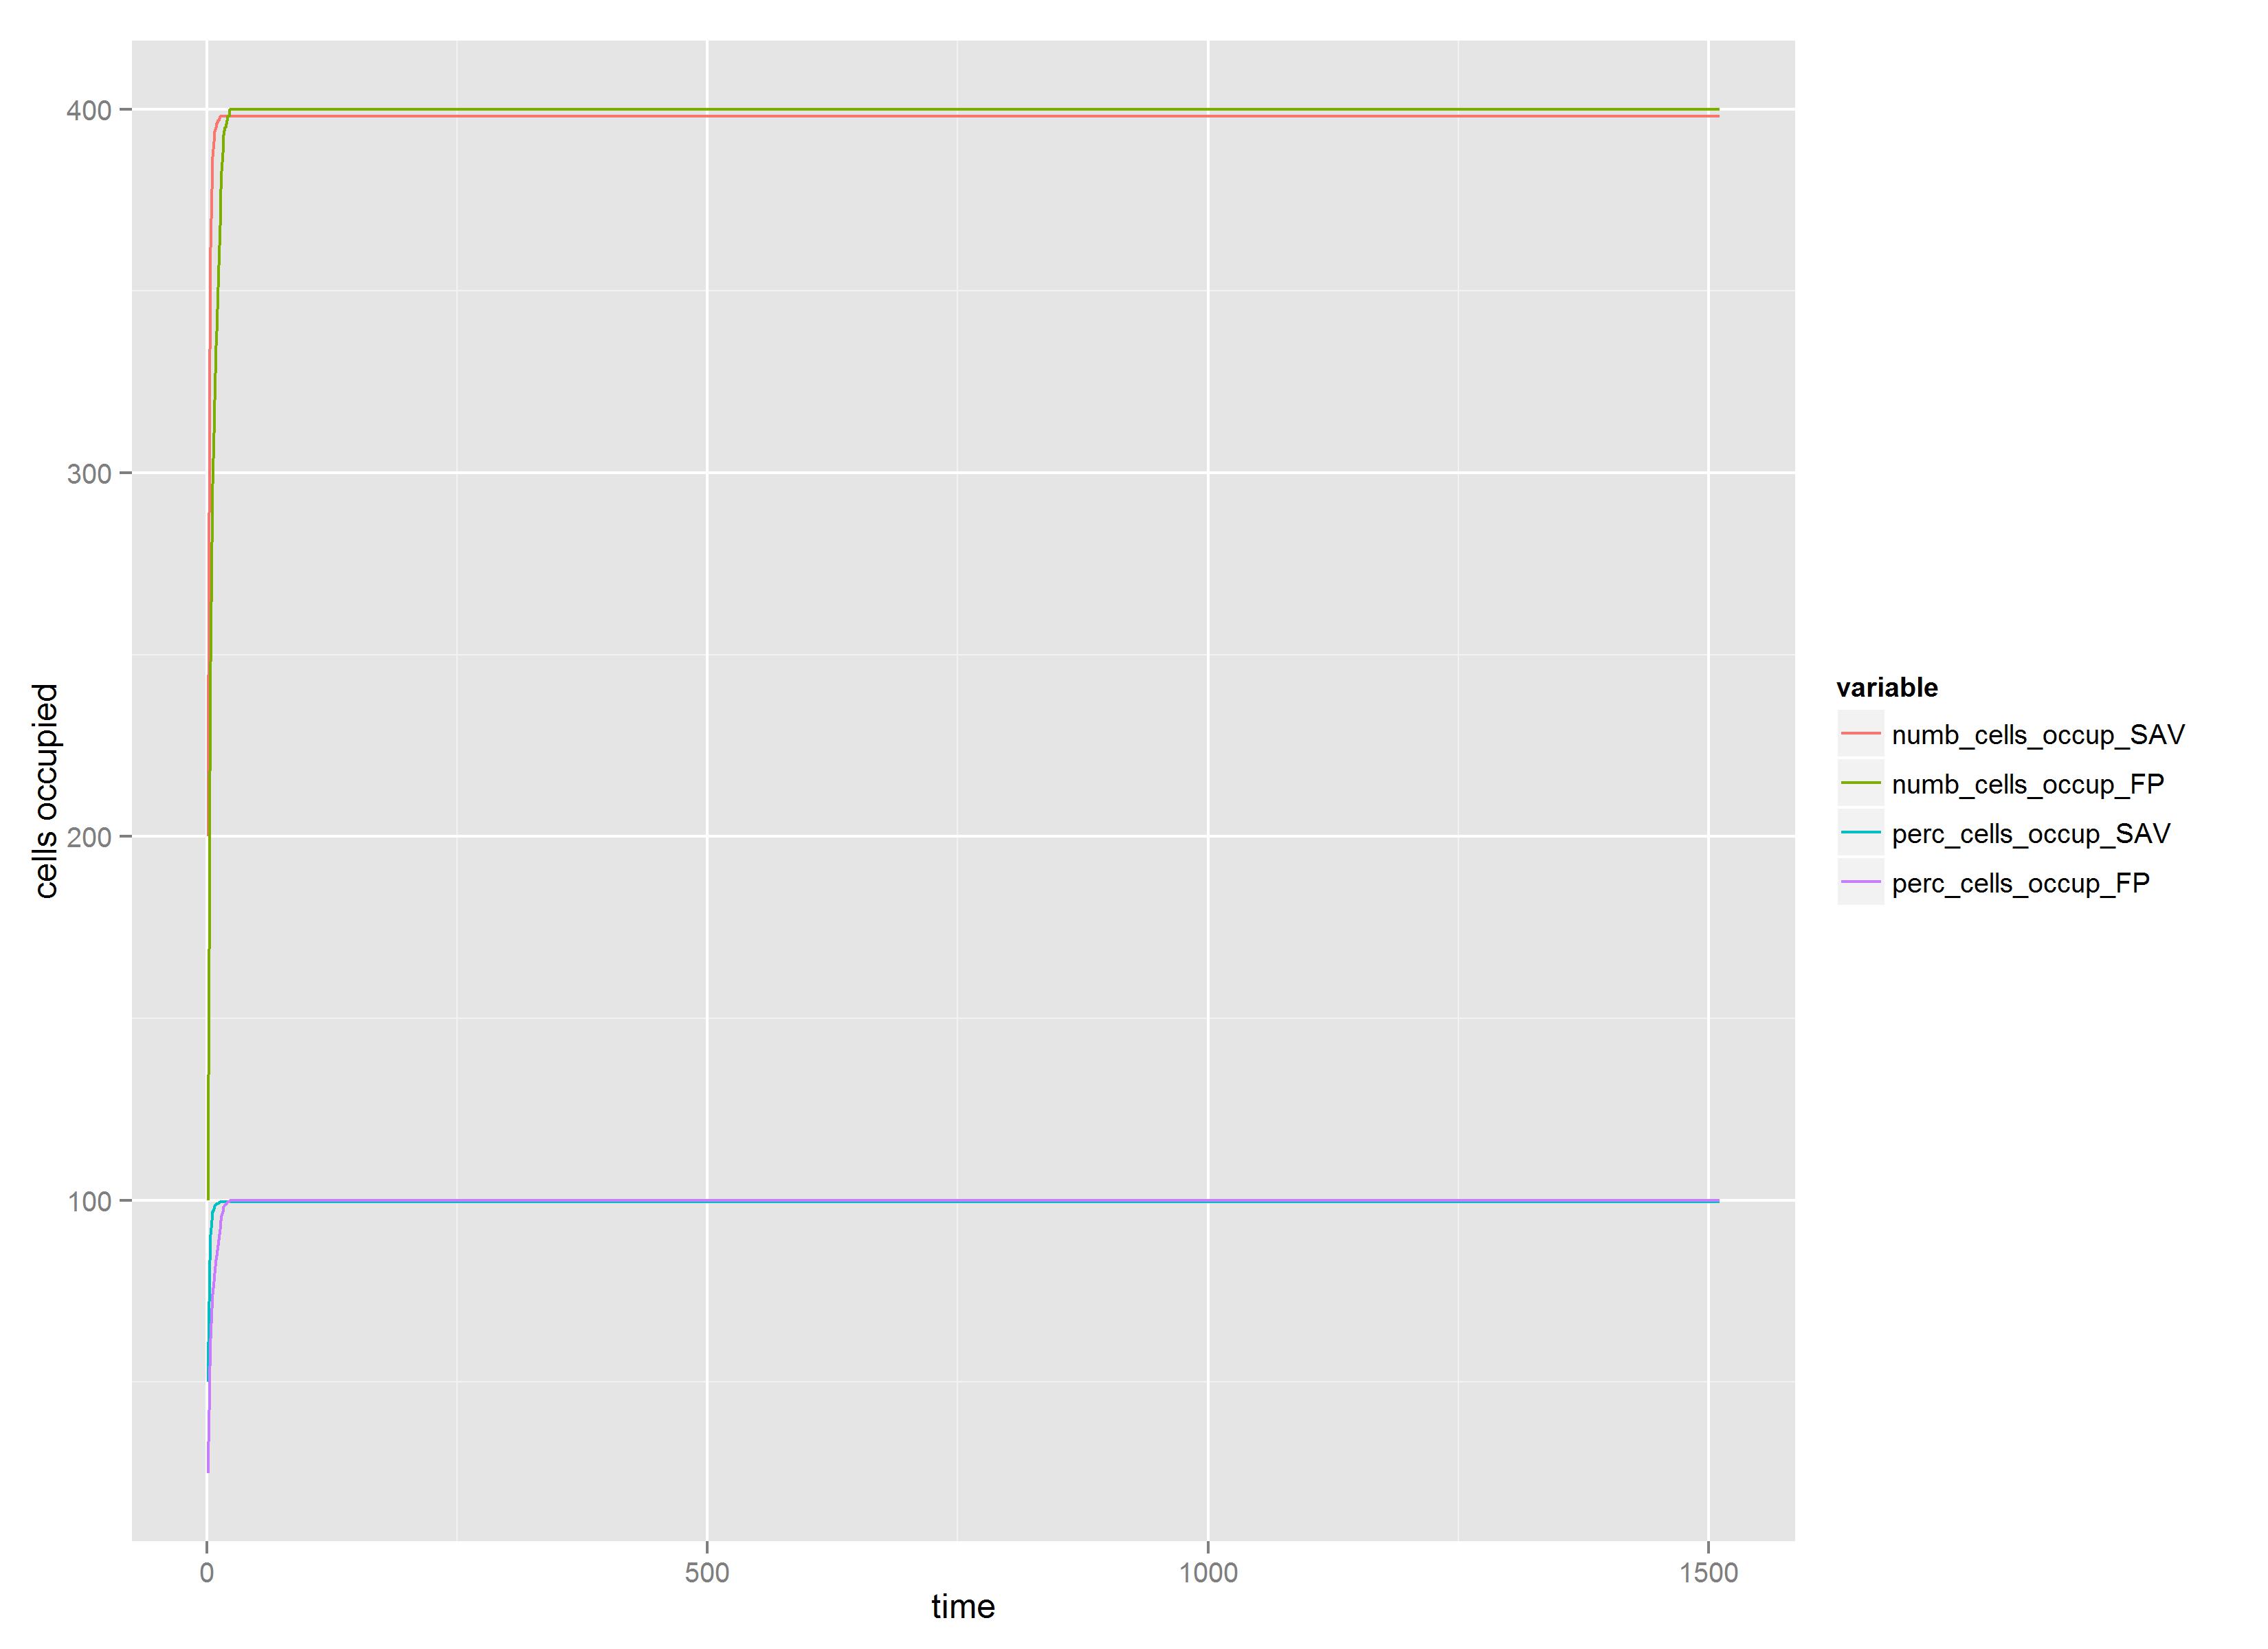 400
300
200
100
cells occupied
0 500 1000 1500
time
variable
numb_cells_occup_SAV
numb_cells_occup_FP
perc_cells_occup_SAV
perc_cells_occup_FP